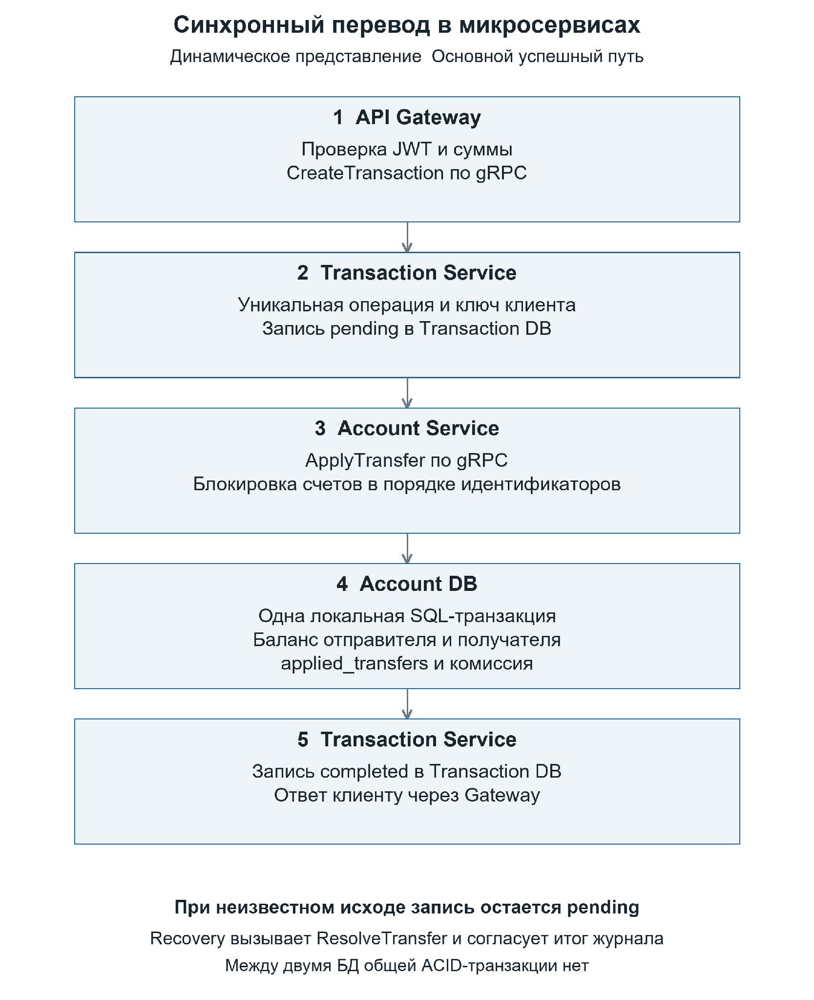 Синхронный перевод в микросервисах
Динамическое представление  Основной успешный путь
1  API Gateway
Проверка JWT и суммы
CreateTransaction по gRPC
2  Transaction Service
Уникальная операция и ключ клиента
Запись pending в Transaction DB
3  Account Service
ApplyTransfer по gRPC
Блокировка счетов в порядке идентификаторов
4  Account DB
Одна локальная SQL-транзакция
Баланс отправителя и получателя
applied_transfers и комиссия
5  Transaction Service
Запись completed в Transaction DB
Ответ клиенту через Gateway
При неизвестном исходе запись остается pending
Recovery вызывает ResolveTransfer и согласует итог журнала
Между двумя БД общей ACID-транзакции нет